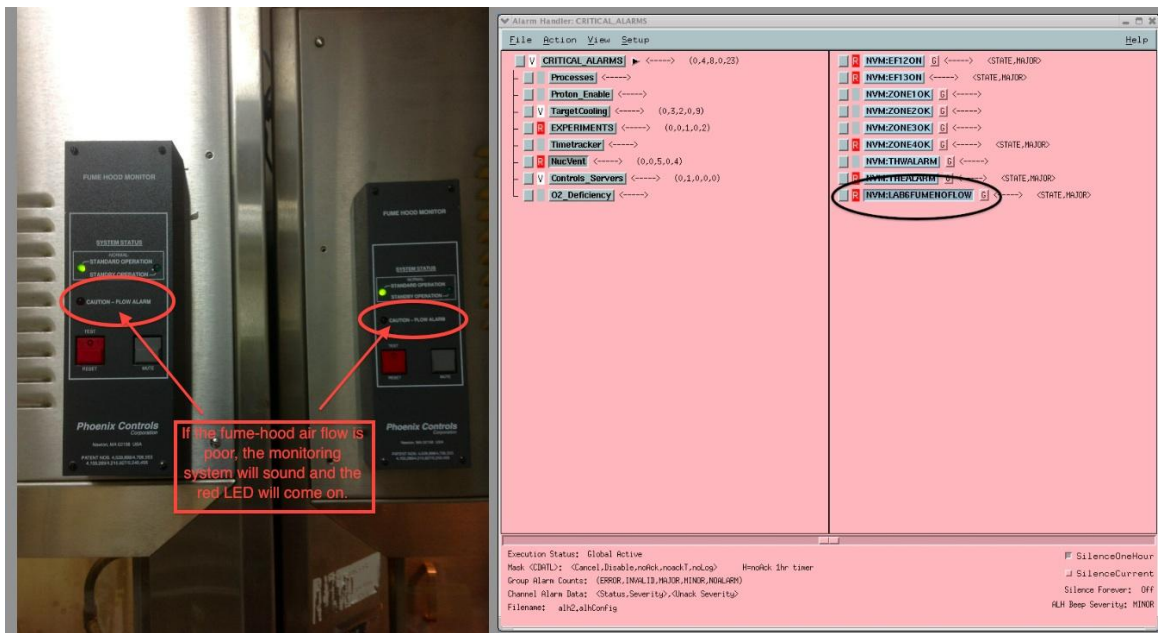 FUME HOOD MONITOR
SYSTEM STATUS
NORMAL
STANDARD OPERATION
STANDBY OPERATION
CAUTION - FLOW ALARM
TEST
RESET
MUTE
Phoenix Controls
Corporation
FUME HOOD MONITOR
SYSTEM STATUS
NORMAL
STANDARD OPERATION
STANDBY OPERATION
CAUTION - FLOW ALARM
TEST
RESET
MUTE
Phoenix Controls
Corporation
If the fume-hood air flow is
poor, the monitoring
system will sound and the
red LED will come on.
Alarm Handler: CRITICAL_ALARMS
File Action View Setup Help
V CRITICAL_ALARMS <-----> (0,4,8,0,23)
Processes <----->
Proton_Enable <----->
V TargetCooling <-----> (0,3,2,0,9)
R EXPERIMENTS <-----> (0,0,1,0,2)
Timetracker <----->
R NucVent <-----> (0,0,5,0,4)
V Controls_Servers <-----> (0,1,0,0,0)
O2_Deficiency <----->
R NVM:EF12ON G <-----> <STATE,MAJOR>
R NVM:EF13ON <-----> <STATE,MAJOR>
NVM:ZONE1OK G <----->
NVM:ZONE2OK G <----->
NVM:ZONE3OK G <----->
R NVM:ZONE4OK G <-----> <STATE,MAJOR>
NVM:THWALARM G <----->
R NVM:THEALARM G <-----> <STATE,MAJOR>
R NVM:LAB6FUMENOFLOW G <-----> <STATE,MAJOR>
Execution Status: Global Active
Mask <CDATL>: <Cancel,Disable,noAck,noackT,noLog> H=noAck 1hr timer
Group Alarm Counts: (ERROR,INVALID,MAJOR,MINOR,NOALARM)
Channel Alarm Data: <Status,Severity>,<Unack Severity>
Filename: alh2.alhConfig
SilenceOneHour
SilenceCurrent
Silence Forever: Off
ALH Beep Severity: MINOR